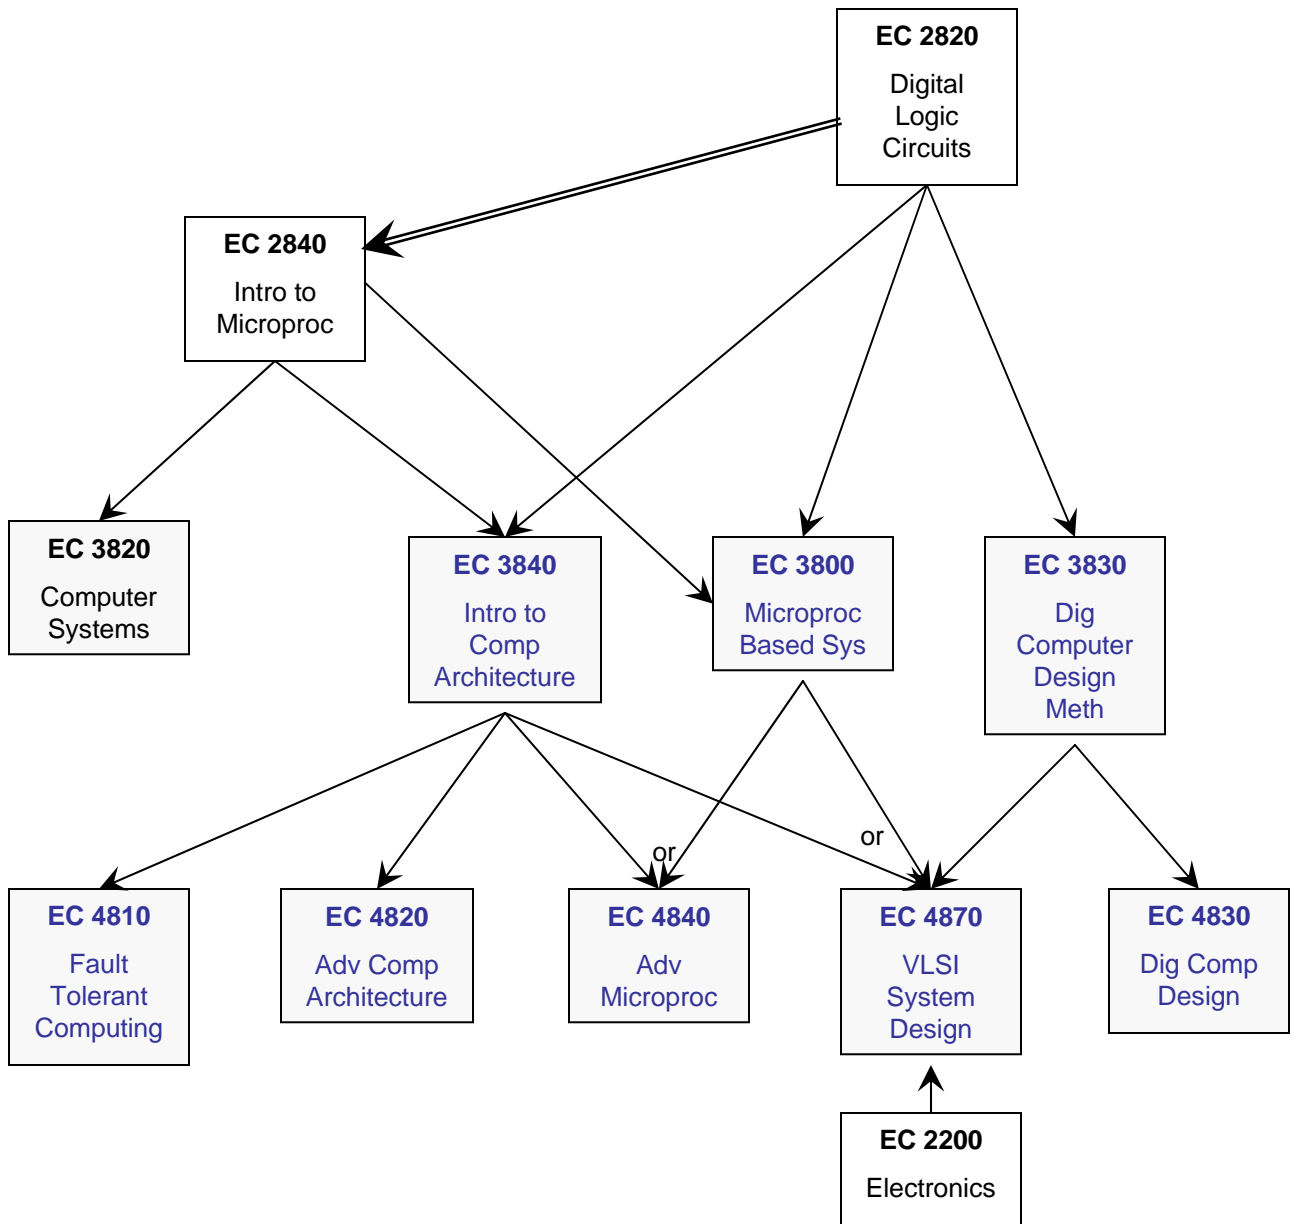 EC 2820
Digital
Logic
Circuits
EC 2840
Intro to
Microproc
EC 3820
Computer
Systems
EC 3840
Intro to
Comp
Architecture
EC 3800
Microproc
Based Sys
EC 3830
Dig
Computer
Design
Meth
or
or
EC 4810
Fault
Tolerant
Computing
EC 4820
Adv Comp
Architecture
EC 4840
Adv
Microproc
EC 4870
VLSI
System
Design
EC 4830
Dig Comp
Design
EC 2200
Electronics